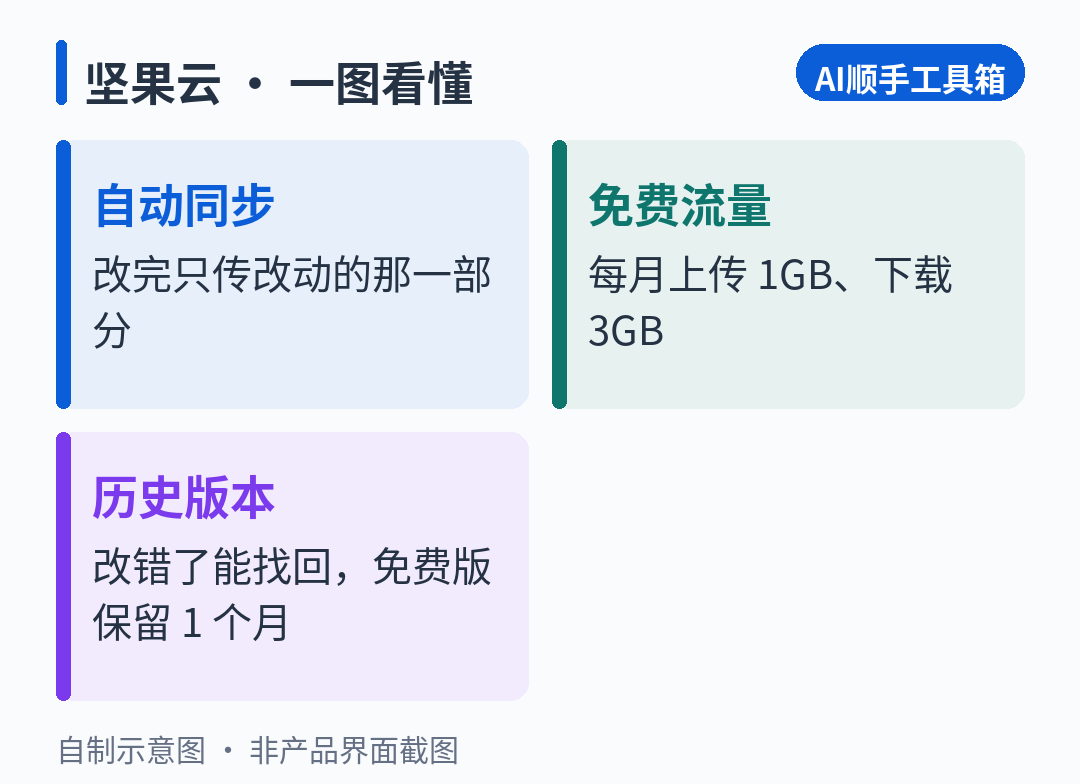 坚果云 · 一图看懂
AI顺手工具箱
自动同步
改完只传改动的那一部
分
免费流量
每月上传 1GB、下载
3GB
历史版本
改错了能找回，免费版
保留 1 个月
自制示意图 · 非产品界面截图